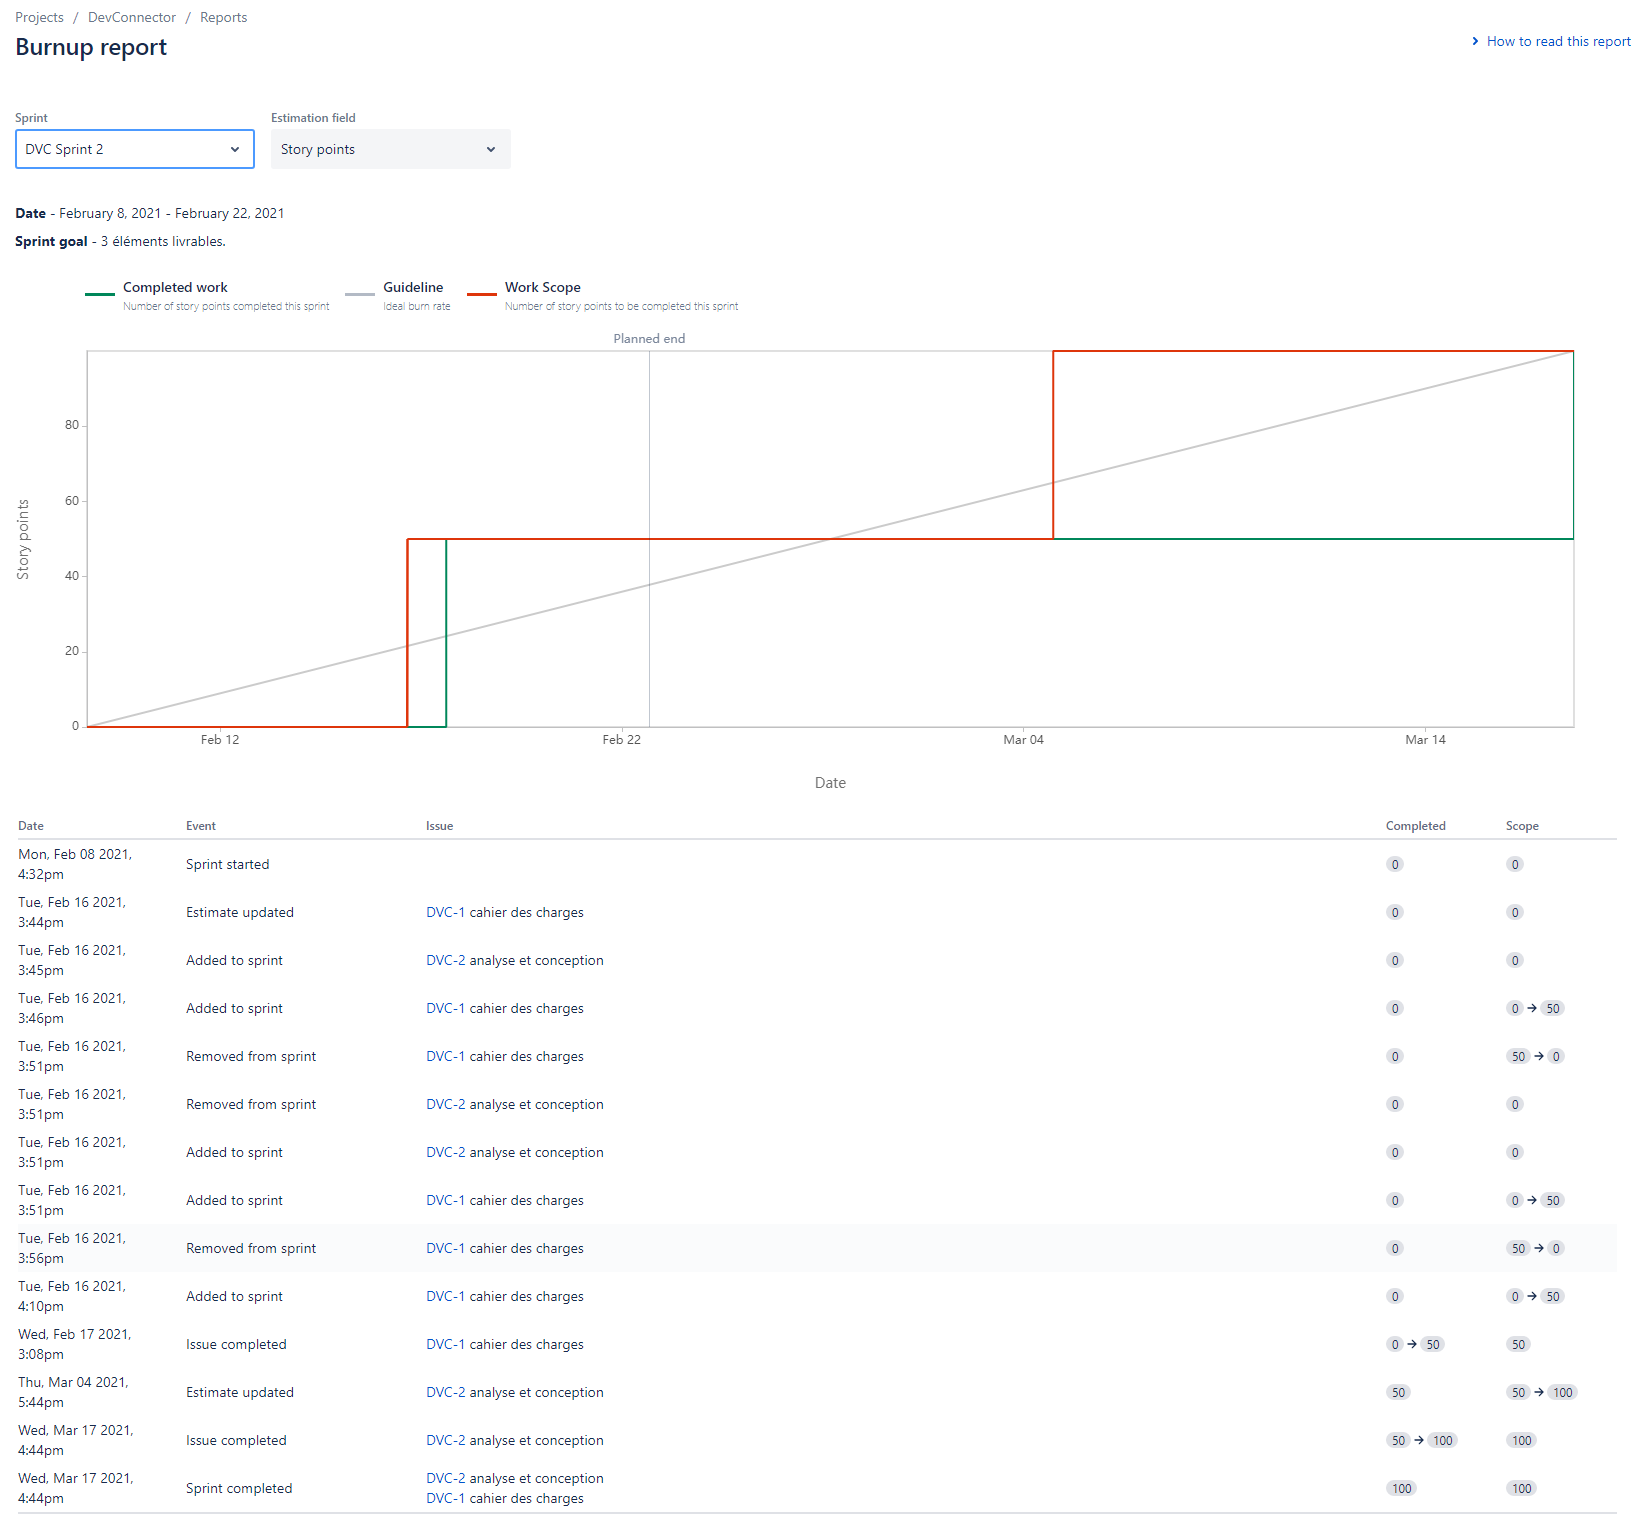 Projects / DevConnector / Reports
Burnup report
How to read this report
Sprint
Estimation field
DVC Sprint 2
Story points
Date - February 8, 2021 - February 22, 2021
Sprint goal - 3 éléments livrables.
Completed work
Number of story points completed this sprint
Guideline
Ideal burn rate
Work Scope
Number of story points to be completed this sprint
Planned end
80
60
40
20
0
Story points
Feb 12
Feb 22
Mar 04
Mar 14
Date
Date Event Issue Completed Scope
Mon, Feb 08 2021,
4:32pm
Sprint started 0 0
Tue, Feb 16 2021,
3:44pm
Estimate updated DVC-1 cahier des charges 0 0
Tue, Feb 16 2021,
3:45pm
Added to sprint DVC-2 analyse et conception 0 0
Tue, Feb 16 2021,
3:46pm
Added to sprint DVC-1 cahier des charges 0 0 → 50
Tue, Feb 16 2021,
3:51pm
Removed from sprint DVC-1 cahier des charges 0 50 → 0
Tue, Feb 16 2021,
3:51pm
Removed from sprint DVC-2 analyse et conception 0 0
Tue, Feb 16 2021,
3:51pm
Added to sprint DVC-2 analyse et conception 0 0
Tue, Feb 16 2021,
3:51pm
Added to sprint DVC-1 cahier des charges 0 0 → 50
Tue, Feb 16 2021,
3:56pm
Removed from sprint DVC-1 cahier des charges 0 50 → 0
Tue, Feb 16 2021,
4:10pm
Added to sprint DVC-1 cahier des charges 0 0 → 50
Wed, Feb 17 2021,
3:08pm
Issue completed DVC-1 cahier des charges 0 → 50 50
Thu, Mar 04 2021,
5:44pm
Estimate updated DVC-2 analyse et conception 50 50 → 100
Wed, Mar 17 2021,
4:44pm
Issue completed DVC-2 analyse et conception 50 → 100 100
Wed, Mar 17 2021,
4:44pm
Sprint completed
DVC-2 analyse et conception
DVC-1 cahier des charges
100 100